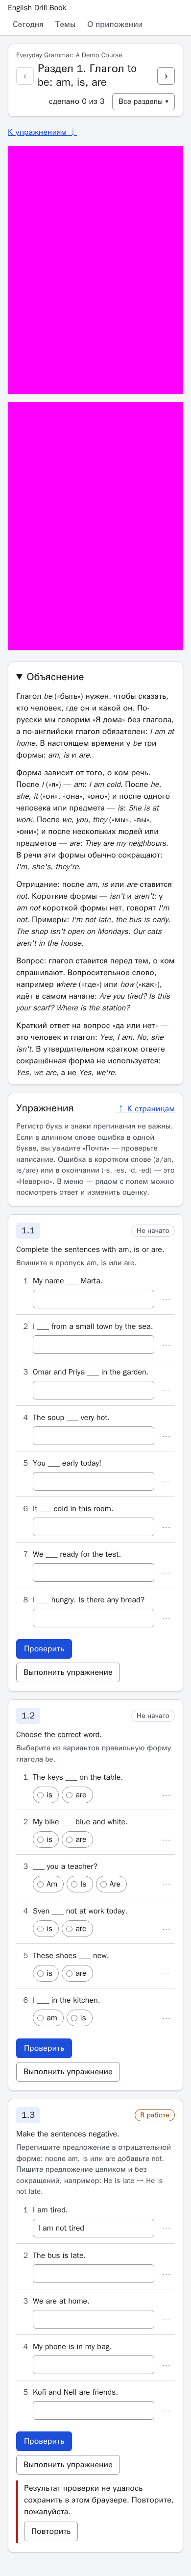 English Drill Book
Сегодня Темы О приложении
Everyday Grammar: A Demo Course
‹ Раздел 1. Глагол to
be: am, is, are ›
сделано 0 из 3 Все разделы ▾
К упражнениям ↓
▼ Объяснение
Глагол be («быть») нужен, чтобы сказать,
кто человек, где он и какой он. По-
русски мы говорим «Я дома» без глагола,
а по-английски глагол обязателен: I am at
home. В настоящем времени у be три
формы: am, is и are.
Форма зависит от того, о ком речь.
После I («я») — am: I am cold. После he,
she, it («он», «она», «оно») и после одного
человека или предмета — is: She is at
work. После we, you, they («мы», «вы»,
«они») и после нескольких людей или
предметов — are: They are my neighbours.
В речи эти формы обычно сокращают:
I'm, she's, they're.
Отрицание: после am, is или are ставится
not. Короткие формы — isn't и aren't; у
am not короткой формы нет, говорят I'm
not. Примеры: I'm not late, the bus is early.
The shop isn't open on Mondays. Our cats
aren't in the house.
Вопрос: глагол ставится перед тем, о ком
спрашивают. Вопросительное слово,
например where («где») или how («как»),
идёт в самом начале: Are you tired? Is this
your scarf? Where is the station?
Краткий ответ на вопрос «да или нет» —
это человек и глагол: Yes, I am. No, she
isn't. В утвердительном кратком ответе
сокращённая форма не используется:
Yes, we are, а не Yes, we're.
Упражнения ↑ К страницам
Регистр букв и знаки препинания не важны.
Если в длинном слове ошибка в одной
букве, вы увидите «Почти» — проверьте
написание. Ошибка в коротком слове (a/an,
is/are) или в окончании (-s, -es, -d, -ed) — это
«Неверно». В меню ··· рядом с полем можно
посмотреть ответ и изменить оценку.
1.1 Не начато
Complete the sentences with am, is or are.
Впишите в пропуск am, is или are.
1 My name ___ Marta.
···
2 I ___ from a small town by the sea.
···
3 Omar and Priya ___ in the garden.
···
4 The soup ___ very hot.
···
5 You ___ early today!
···
6 It ___ cold in this room.
···
7 We ___ ready for the test.
···
8 I ___ hungry. Is there any bread?
···
Проверить
Выполнить упражнение
1.2 Не начато
Choose the correct word.
Выберите из вариантов правильную форму
глагола be.
1 The keys ___ on the table.
is are ···
2 My bike ___ blue and white.
is are ···
3 ___ you a teacher?
Am Is Are ···
4 Sven ___ not at work today.
is are ···
5 These shoes ___ new.
is are ···
6 I ___ in the kitchen.
am is ···
Проверить
Выполнить упражнение
1.3 В работе
Make the sentences negative.
Перепишите предложение в отрицательной
форме: после am, is или are добавьте not.
Пишите предложение целиком и без
сокращений, например: He is late → He is
not late.
1 I am tired.
I am not tired ···
2 The bus is late.
···
3 We are at home.
···
4 My phone is in my bag.
···
5 Kofi and Nell are friends.
···
Проверить
Выполнить упражнение
Результат проверки не удалось
сохранить в этом браузере. Повторите,
пожалуйста.
Повторить